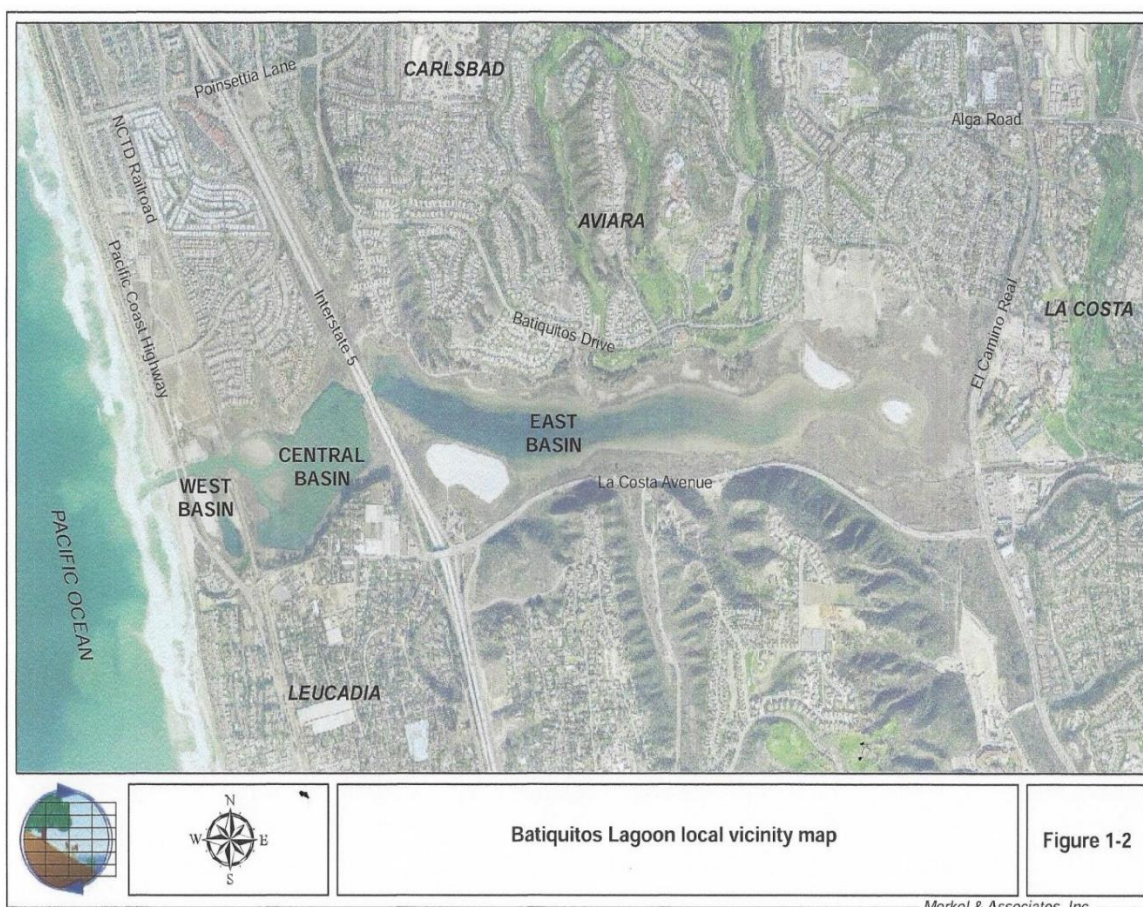 Poinsettia Lane
CARLSBAD
NCTD Railroad
Alga Road
AVIARA
Pacific Coast Highway
Interstate 5
Batiquitos Drive
El Camino Real
LA COSTA
EAST
BASIN
CENTRAL
BASIN
WEST
BASIN
La Costa Avenue
PACIFIC OCEAN
LEUCADIA
N
W
E
S
Batiquitos Lagoon local vicinity map
Figure 1-2
Merkel & Associates, Inc.